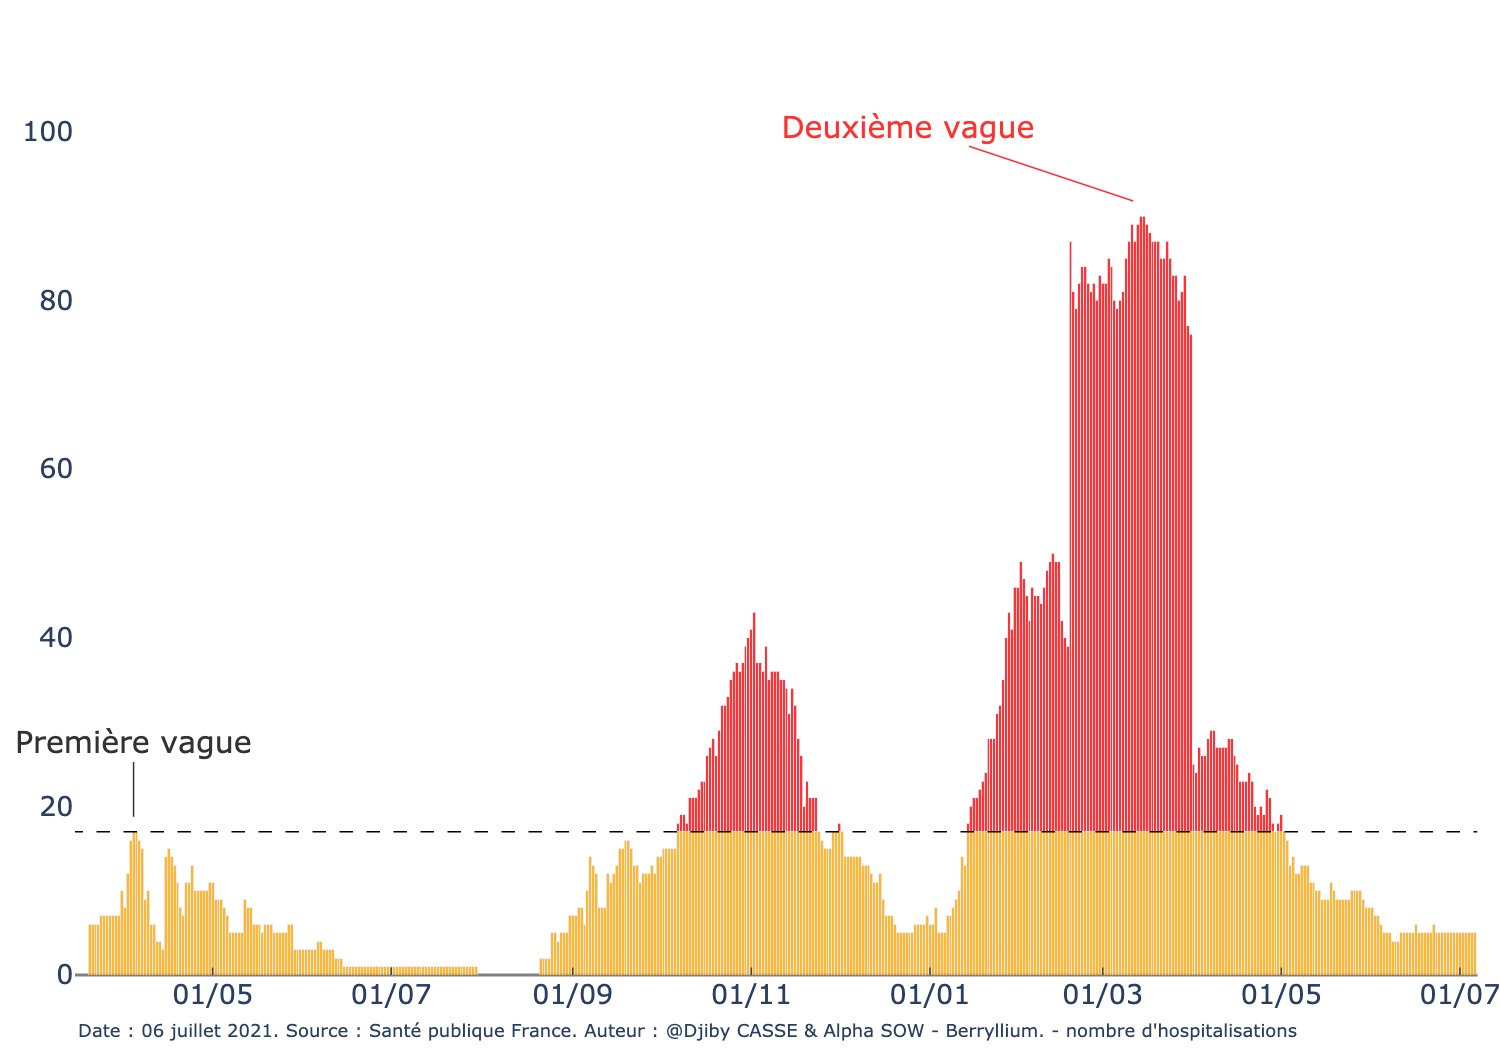 100
Deuxième vague
80
60
40
Première vague
20
0
01/05 01/07 01/09 01/11 01/01 01/03 01/05 01/07
Date : 06 juillet 2021. Source : Santé publique France. Auteur : @Djiby CASSE & Alpha SOW - Berryllium. - nombre d'hospitalisations